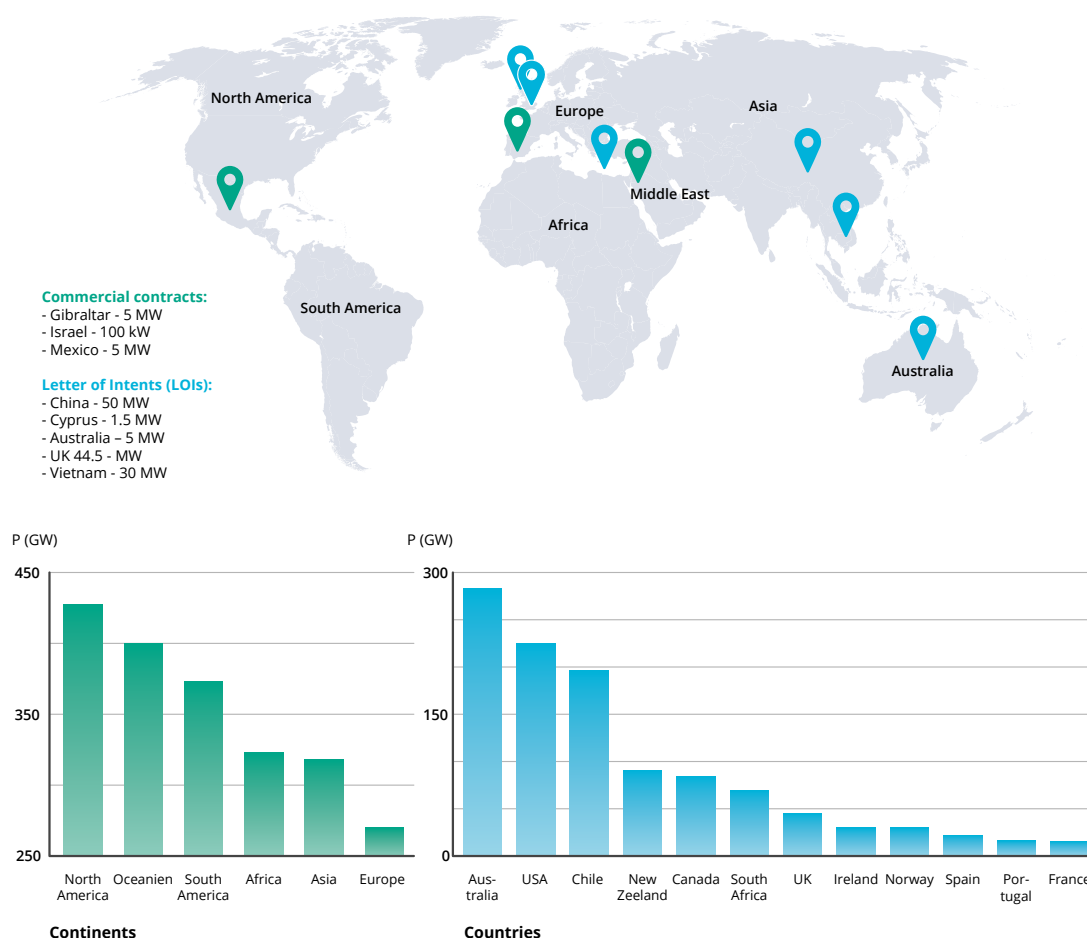 North America
Europe
Asia
Middle East
Africa
South America
Australia
Commercial contracts:
- Gibraltar - 5 MW
- Israel - 100 kW
- Mexico - 5 MW
Letter of Intents (LOIs):
- China - 50 MW
- Cyprus - 1.5 MW
- Australia – 5 MW
- UK 44.5 - MW
- Vietnam - 30 MW
P (GW)
450
350
250
North
America
Oceanien
South
America
Africa
Asia
Europe
Continents
P (GW)
300
150
0
Aus-
tralia
USA
Chile
New
Zeeland
Canada
South
Africa
UK
Ireland
Norway
Spain
Por-
tugal
France
Countries